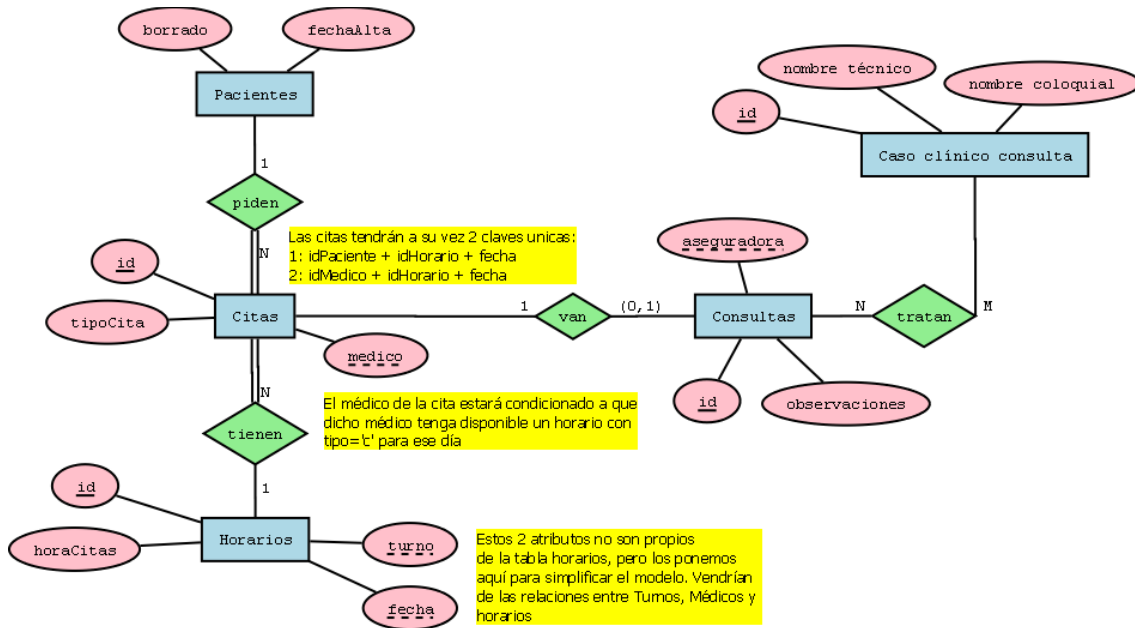 borrado
fechaAlta
Pacientes
nombre técnico
nombre coloquial
id
Caso clínico consulta
1
piden
N
Las citas tendrán a su vez 2 claves unicas:
1: idPaciente + idHorario + fecha
2: idMedico + idHorario + fecha
aseguradora
id
tipoCita
Citas
1
van
(0,1)
Consultas
N
tratan
M
medico
id
observaciones
N
tienen
El médico de la cita estará condicionado a que
dicho médico tenga disponible un horario con
tipo='c' para ese día
1
id
horaCitas
Horarios
turno
fecha
Estos 2 atributos no son propios
de la tabla horarios, pero los ponemos
aquí para simplificar el modelo. Vendrían
de las relaciones entre Turnos, Médicos y
horarios